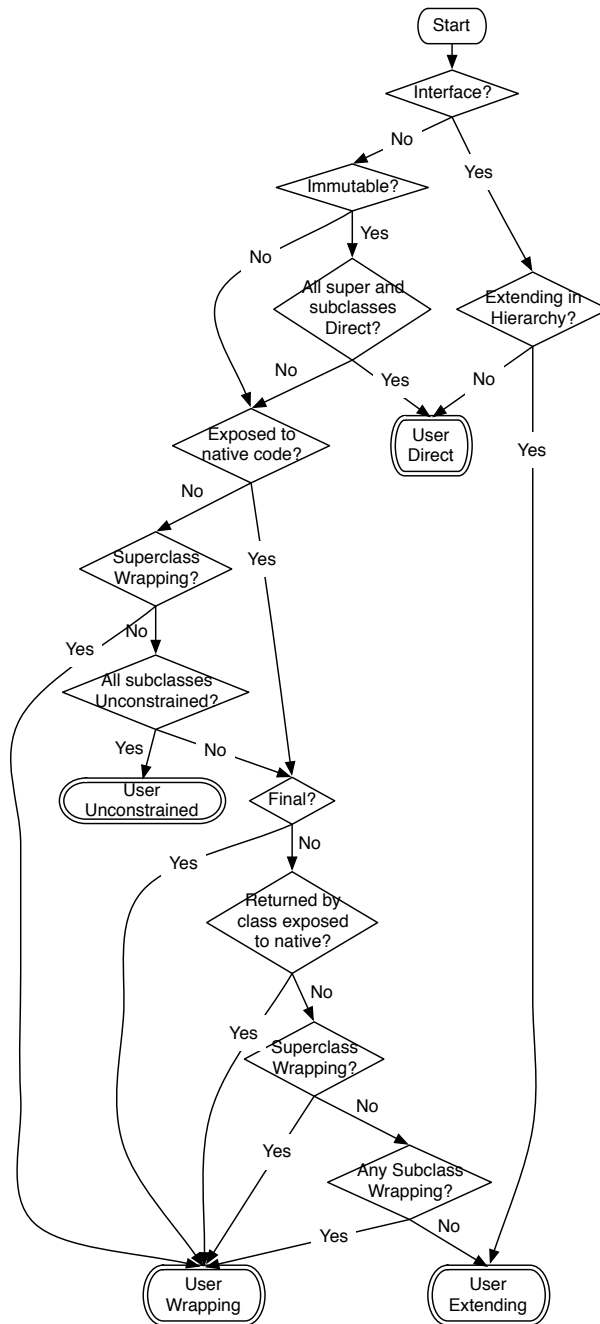 Start
Interface?
No
Yes
Immutable?
Yes
No
All super and
subclasses
Direct?
Extending in
Hierarchy?
No
Yes
No
Yes
User
Direct
Exposed to
native code?
No
Yes
Superclass
Wrapping?
Yes
No
All subclasses
Unconstrained?
Yes
No
User
Unconstrained
Final?
Yes
No
Returned by
class exposed
to native?
Yes
No
Superclass
Wrapping?
Yes
No
Any Subclass
Wrapping?
Yes
No
User
Wrapping
User
Extending